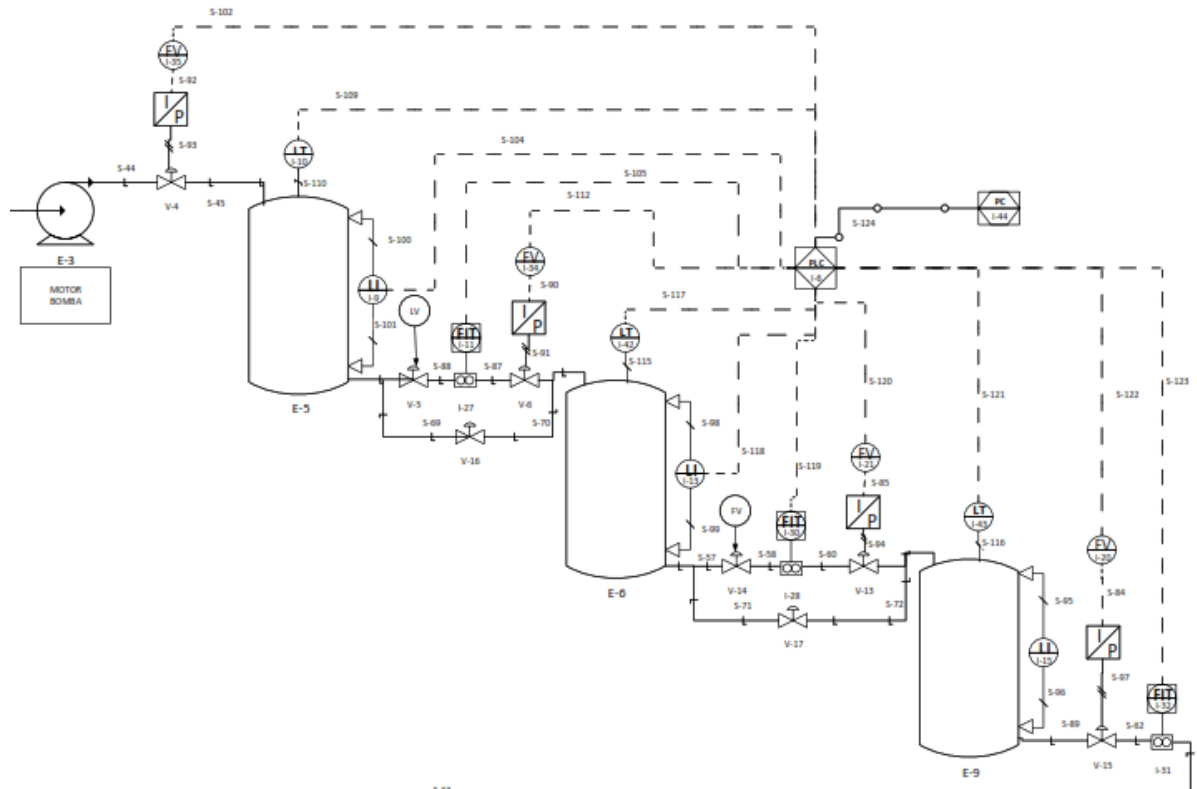 S-102
FV
I-35
S-92
I
P
S-93
S-44
V-4
S-45
E-3
MOTOR
BOMBA
S-109
LT
I-10
S-110
S-104
S-105
S-112
S-100
LI
I-9
S-101
E-5
LV
V-5
S-88
FIT
I-11
I-27
S-87
FV
I-34
S-90
I
P
S-91
V-6
S-69
V-16
S-70
PC
I-44
S-124
PLC
I-6
S-117
LT
I-42
S-115
S-98
LI
I-13
S-99
E-6
S-118
S-119
S-120
S-121
S-122
S-123
FV
S-57
V-14
S-58
FIT
I-30
I-28
S-60
FV
I-21
S-85
I
P
S-94
V-13
S-71
V-17
S-72
LT
I-43
S-116
S-95
LI
I-15
S-96
E-9
FV
I-20
S-84
I
P
S-97
S-89
V-15
S-62
FIT
I-32
I-31